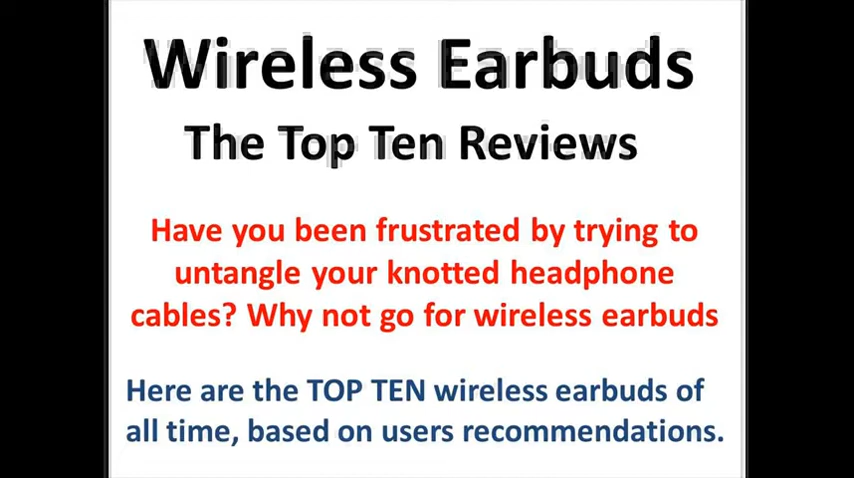 Wireless Earbuds
The Top Ten Reviews
Have you been frustrated by trying to
untangle your knotted headphone
cables? Why not go for wireless earbuds
Here are the TOP TEN wireless earbuds of
all time, based on users recommendations.